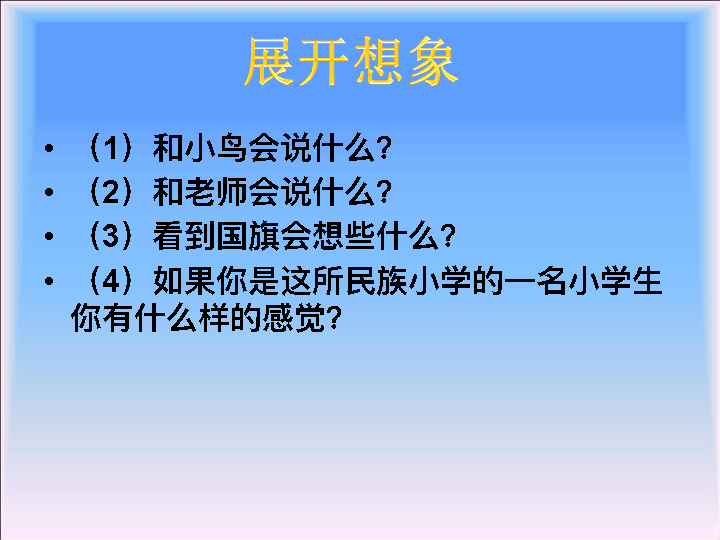 展开想象
• （1）和小鸟会说什么?
• （2）和老师会说什么?
• （3）看到国旗会想些什么?
• （4）如果你是这所民族小学的一名小学生
你有什么样的感觉?